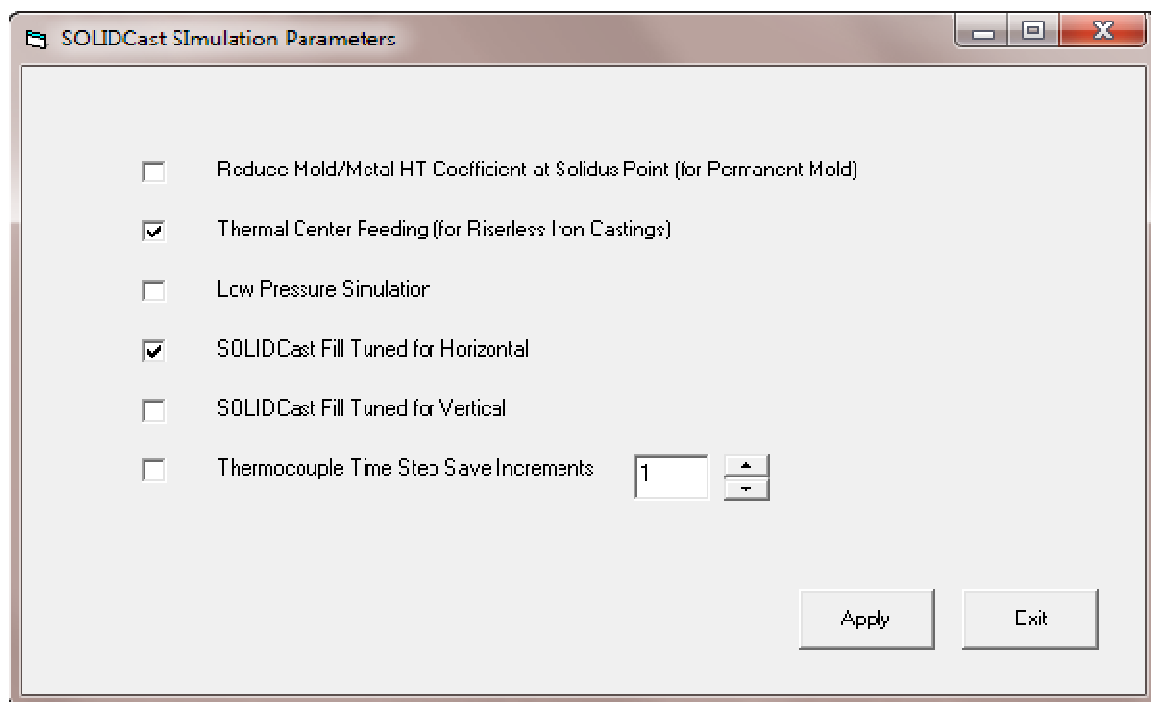 SOLIDCast SImulation Parameters
Reduce Mold/Metal HT Coefficient at Solidus Point (for Permanent Mold)
Thermal Center Feeding (for Riserless Iron Castings)
Low Pressure Simulation
SOLIDCast Fill Tuned for Horizontal
SOLIDCast Fill Tuned for Vertical
Thermocouple Time Step Save Increments 1
Apply Exit